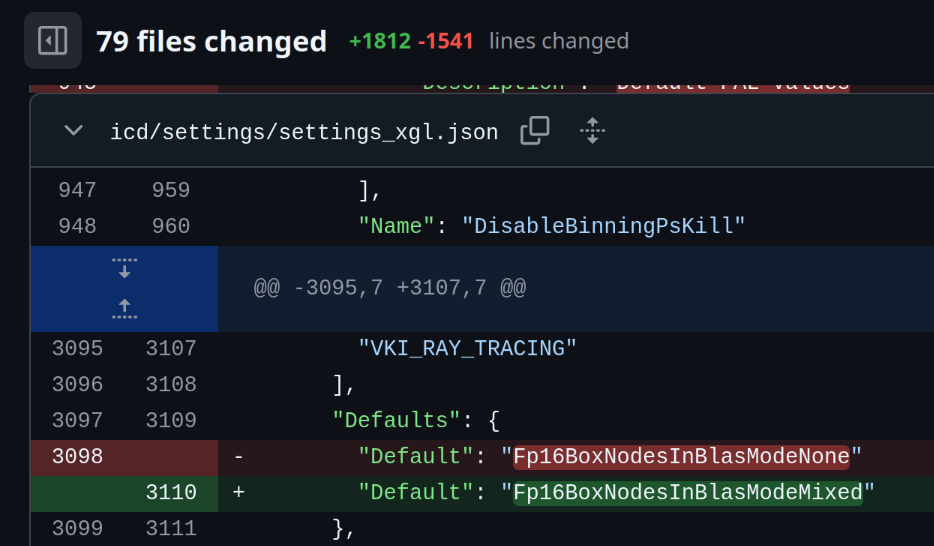 79 files changed +1812 -1541 lines changed
943 "Description": "Default PAL values"
icd/settings/settings_xgl.json
947 959 ],
948 960 "Name": "DisableBinningPsKill"
@@ -3095,7 +3107,7 @@
3095 3107 "VKI_RAY_TRACING"
3096 3108 ],
3097 3109 "Defaults": {
3098 - "Default": "Fp16BoxNodesInBlasModeNone"
3110 + "Default": "Fp16BoxNodesInBlasModeMixed"
3099 3111 },